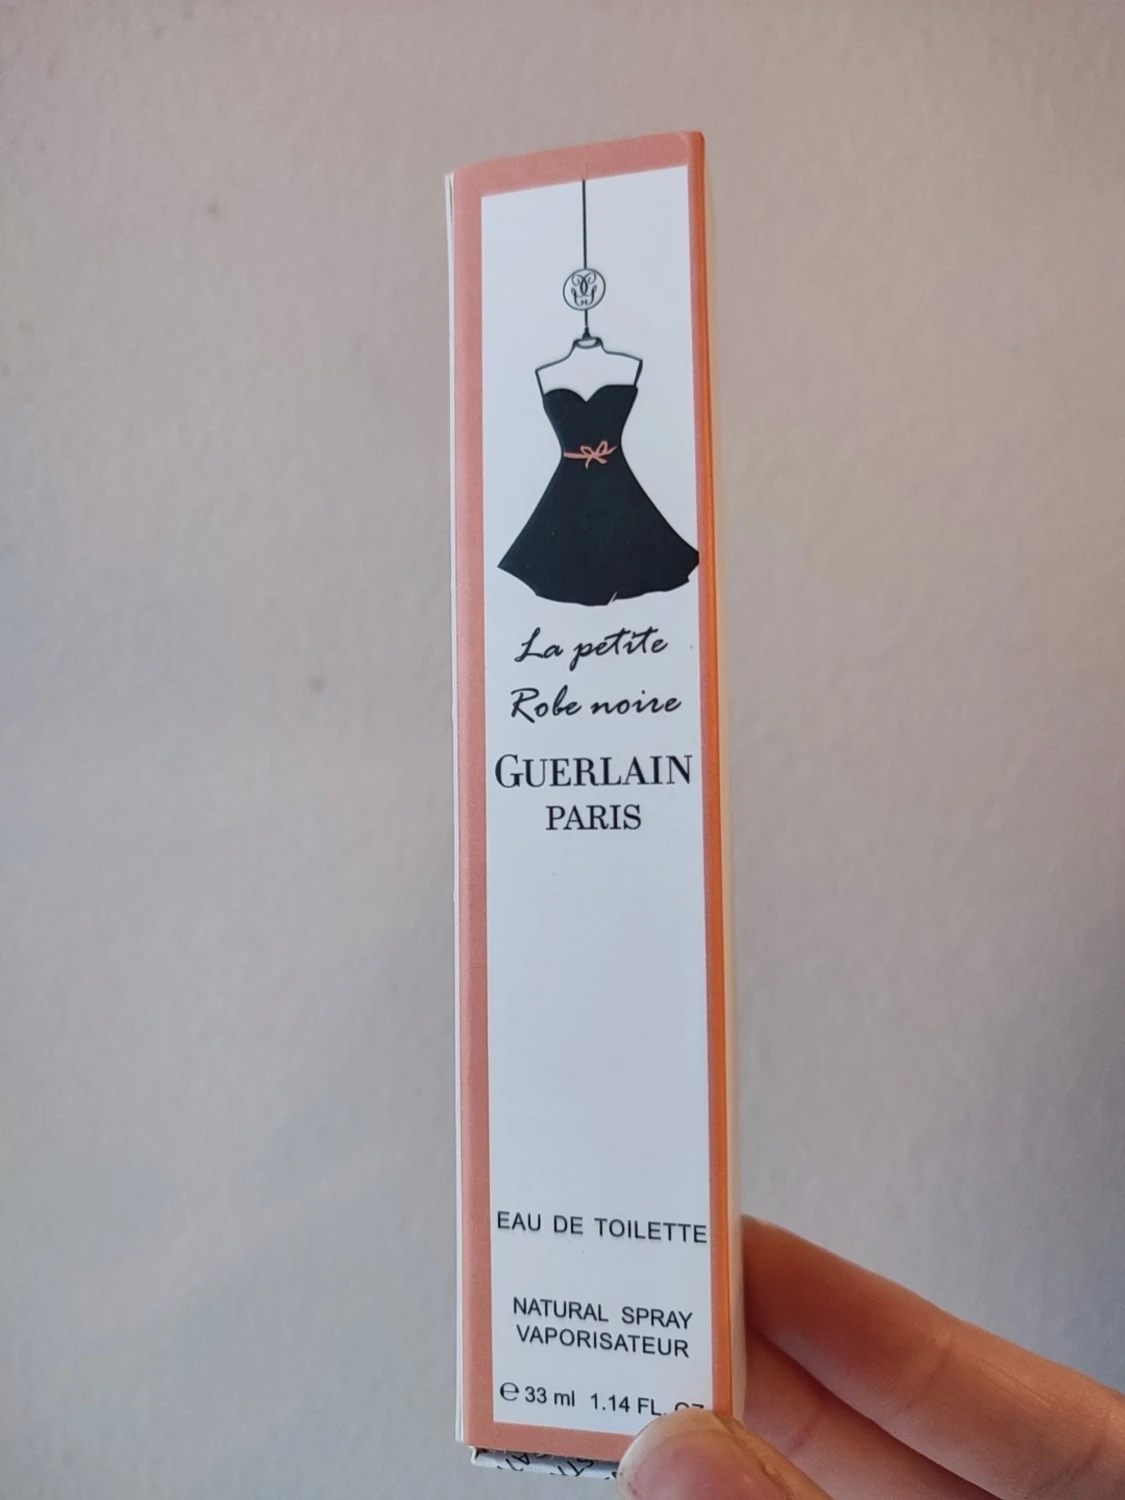 La petite
Robe noire
GUERLAIN
PARIS
EAU DE TOILETTE
NATURAL SPRAY
VAPORISATEUR
℮ 33 ml 1.14 FL.